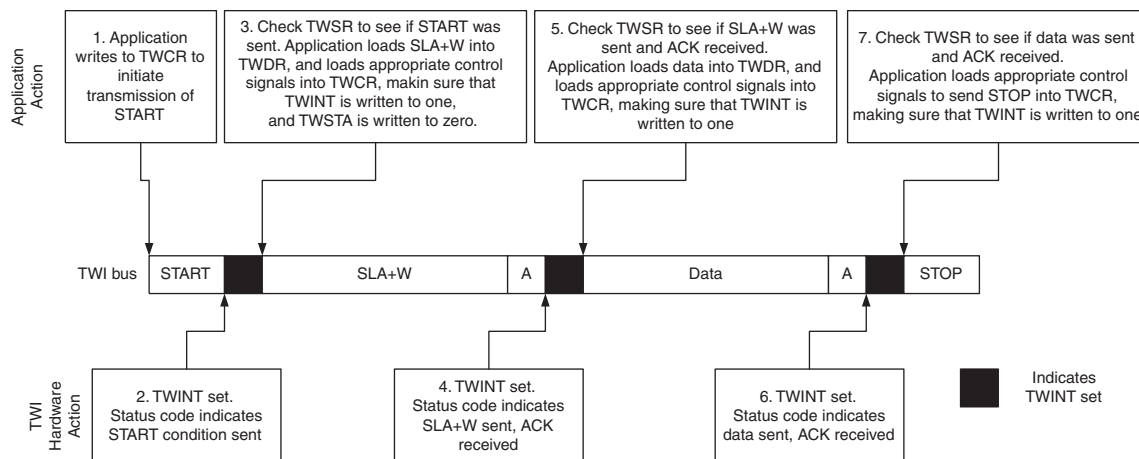 Application
Action
1. Application
writes to TWCR to
initiate
transmission of
START
3. Check TWSR to see if START was
sent. Application loads SLA+W into
TWDR, and loads appropriate control
signals into TWCR, makin sure that
TWINT is written to one,
and TWSTA is written to zero.
5. Check TWSR to see if SLA+W was
sent and ACK received.
Application loads data into TWDR, and
loads appropriate control signals into
TWCR, making sure that TWINT is
written to one
7. Check TWSR to see if data was sent
and ACK received.
Application loads appropriate control
signals to send STOP into TWCR,
making sure that TWINT is written to one
TWI bus
START
SLA+W
A
Data
A
STOP
TWI
Hardware
Action
2. TWINT set.
Status code indicates
START condition sent
4. TWINT set.
Status code indicates
SLA+W sent, ACK
received
6. TWINT set.
Status code indicates
data sent, ACK received
Indicates
TWINT set